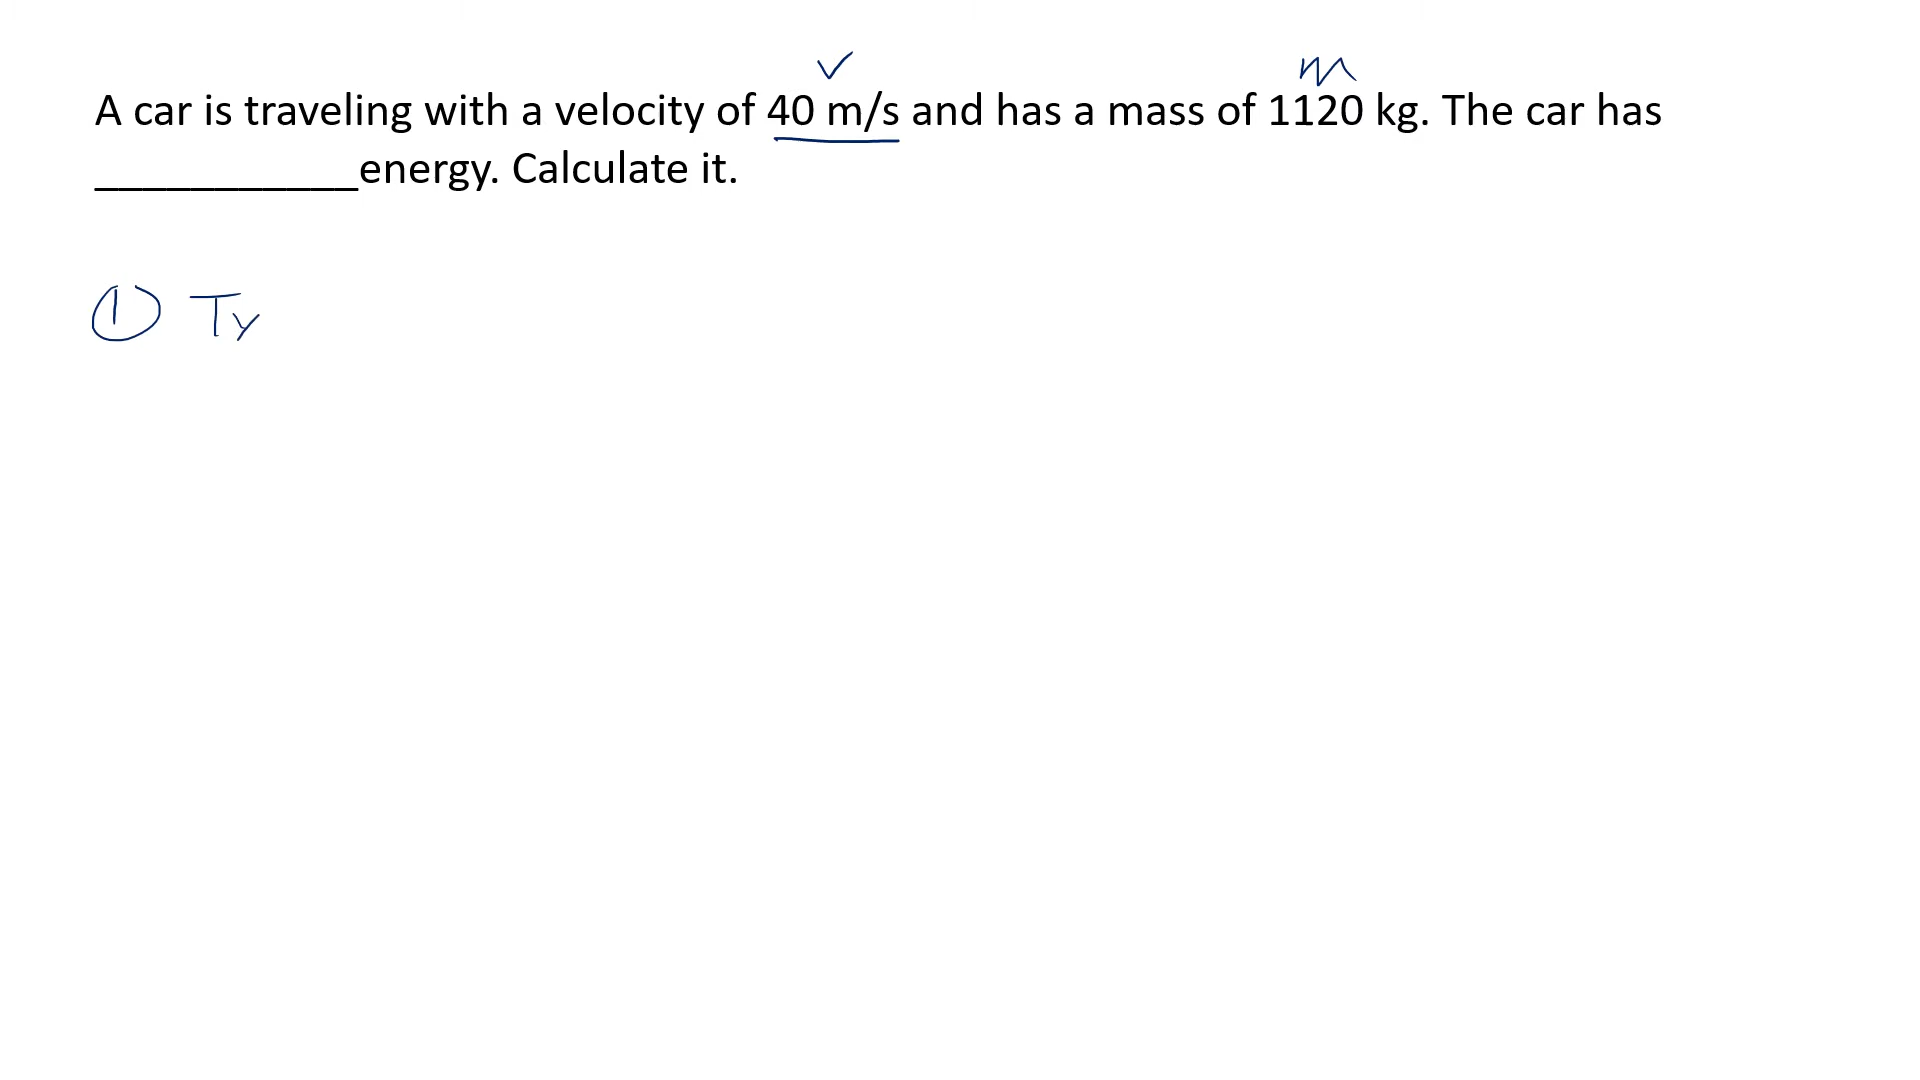 v m
A car is traveling with a velocity of 40 m/s and has a mass of 1120 kg. The car has
___________energy. Calculate it.
① Ty